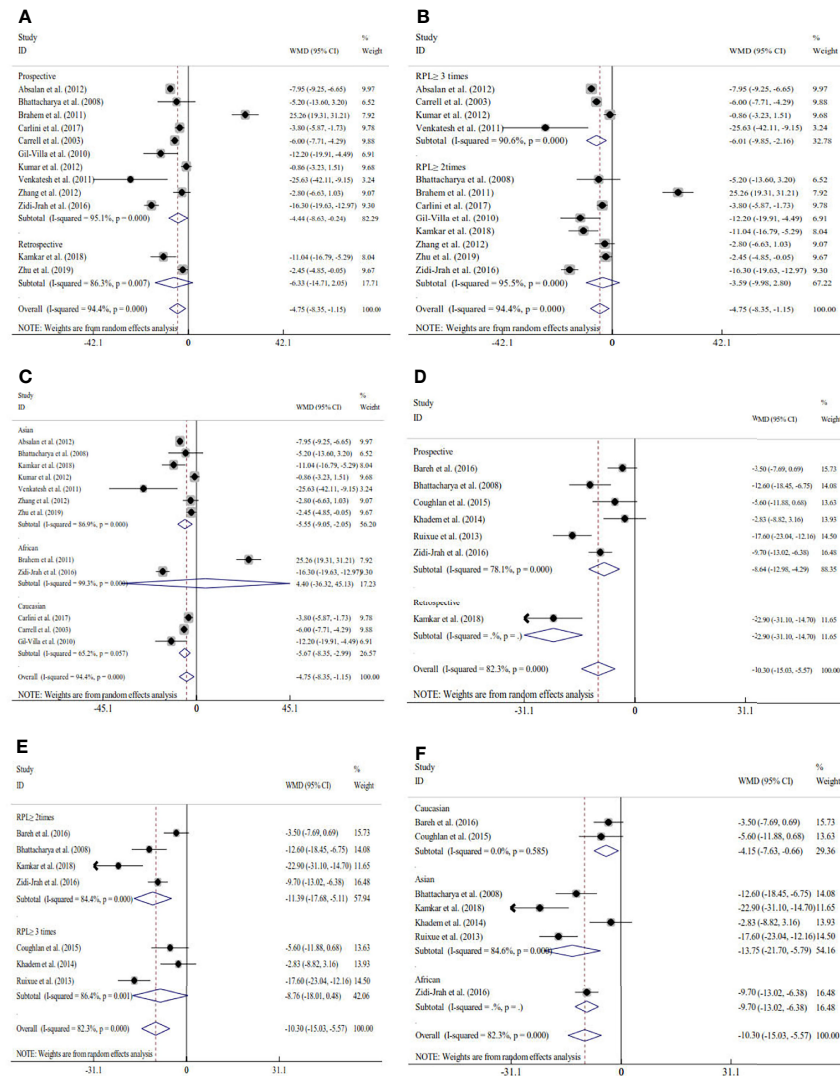 A
Study %
ID WMD (95% CI) Weight
Prospective
Absalan et al. (2012) -7.95 (-9.25, -6.65) 9.97
Bhattacharya et al. (2008) -5.20 (-13.60, 3.20) 6.52
Brahem et al. (2011) 25.26 (19.31, 31.21) 7.92
Carlini et al. (2017) -3.80 (-5.87, -1.73) 9.78
Carrell et al. (2003) -6.00 (-7.71, -4.29) 9.88
Gil-Villa et al. (2010) -12.20 (-19.91, -4.49) 6.91
Kumar et al. (2012) -0.86 (-3.23, 1.51) 9.68
Venkatesh et al. (2011) -25.63 (-42.11, -9.15) 3.24
Zhang et al. (2012) -2.80 (-6.63, 1.03) 9.07
Zidi-Jrah et al. (2016) -16.30 (-19.63, -12.97) 9.30
Subtotal (I-squared = 95.1%, p = 0.000) -4.44 (-8.63, -0.24) 82.29
.
Retrospective
Kamkar et al. (2018) -11.04 (-16.79, -5.29) 8.04
Zhu et al. (2019) -2.45 (-4.85, -0.05) 9.67
Subtotal (I-squared = 86.3%, p = 0.007) -6.33 (-14.71, 2.05) 17.71
.
Overall (I-squared = 94.4%, p = 0.000) -4.75 (-8.35, -1.15) 100.00
NOTE: Weights are from random effects analysis
-42.1 0 42.1
B
Study %
ID WMD (95% CI) Weight
RPL≥ 3 times
Absalan et al. (2012) -7.95 (-9.25, -6.65) 9.97
Carrell et al. (2003) -6.00 (-7.71, -4.29) 9.88
Kumar et al. (2012) -0.86 (-3.23, 1.51) 9.68
Venkatesh et al. (2011) -25.63 (-42.11, -9.15) 3.24
Subtotal (I-squared = 90.6%, p = 0.000) -6.01 (-9.85, -2.16) 32.78
.
RPL≥ 2times
Bhattacharya et al. (2008) -5.20 (-13.60, 3.20) 6.52
Brahem et al. (2011) 25.26 (19.31, 31.21) 7.92
Carlini et al. (2017) -3.80 (-5.87, -1.73) 9.78
Gil-Villa et al. (2010) -12.20 (-19.91, -4.49) 6.91
Kamkar et al. (2018) -11.04 (-16.79, -5.29) 8.04
Zhang et al. (2012) -2.80 (-6.63, 1.03) 9.07
Zhu et al. (2019) -2.45 (-4.85, -0.05) 9.67
Zidi-Jrah et al. (2016) -16.30 (-19.63, -12.97) 9.30
Subtotal (I-squared = 95.5%, p = 0.000) -3.59 (-9.98, 2.80) 67.22
.
Overall (I-squared = 94.4%, p = 0.000) -4.75 (-8.35, -1.15) 100.00
NOTE: Weights are from random effects analysis
-42.1 0 42.1
C
Study %
ID WMD (95% CI) Weight
Asian
Absalan et al. (2012) -7.95 (-9.25, -6.65) 9.97
Bhattacharya et al. (2008) -5.20 (-13.60, 3.20) 6.52
Kamkar et al. (2018) -11.04 (-16.79, -5.29) 8.04
Kumar et al. (2012) -0.86 (-3.23, 1.51) 9.68
Venkatesh et al. (2011) -25.63 (-42.11, -9.15) 3.24
Zhang et al. (2012) -2.80 (-6.63, 1.03) 9.07
Zhu et al. (2019) -2.45 (-4.85, -0.05) 9.67
Subtotal (I-squared = 86.9%, p = 0.000) -5.55 (-9.05, -2.05) 56.20
.
African
Brahem et al. (2011) 25.26 (19.31, 31.21) 7.92
Zidi-Jrah et al. (2016) -16.30 (-19.63, -12.97) 9.30
Subtotal (I-squared = 99.3%, p = 0.000) 4.40 (-36.32, 45.13) 17.23
.
Caucasian
Carlini et al. (2017) -3.80 (-5.87, -1.73) 9.78
Carrell et al. (2003) -6.00 (-7.71, -4.29) 9.88
Gil-Villa et al. (2010) -12.20 (-19.91, -4.49) 6.91
Subtotal (I-squared = 65.2%, p = 0.057) -5.67 (-8.35, -2.99) 26.57
.
Overall (I-squared = 94.4%, p = 0.000) -4.75 (-8.35, -1.15) 100.00
NOTE: Weights are from random effects analysis
-45.1 0 45.1
D
Study %
ID WMD (95% CI) Weight
Prospective
Bareh et al. (2016) -3.50 (-7.69, 0.69) 15.73
Bhattacharya et al. (2008) -12.60 (-18.45, -6.75) 14.08
Coughlan et al. (2015) -5.60 (-11.88, 0.68) 13.63
Khadem et al. (2014) -2.83 (-8.82, 3.16) 13.93
Ruixue et al. (2013) -17.60 (-23.04, -12.16) 14.50
Zidi-Jrah et al. (2016) -9.70 (-13.02, -6.38) 16.48
Subtotal (I-squared = 78.1%, p = 0.000) -8.64 (-12.98, -4.29) 88.35
.
Retrospective
Kamkar et al. (2018) -22.90 (-31.10, -14.70) 11.65
Subtotal (I-squared = .%, p = .) -22.90 (-31.10, -14.70) 11.65
.
Overall (I-squared = 82.3%, p = 0.000) -10.30 (-15.03, -5.57) 100.00
NOTE: Weights are from random effects analysis
-31.1 0 31.1
E
Study %
ID WMD (95% CI) Weight
RPL≥ 2times
Bareh et al. (2016) -3.50 (-7.69, 0.69) 15.73
Bhattacharya et al. (2008) -12.60 (-18.45, -6.75) 14.08
Kamkar et al. (2018) -22.90 (-31.10, -14.70) 11.65
Zidi-Jrah et al. (2016) -9.70 (-13.02, -6.38) 16.48
Subtotal (I-squared = 84.4%, p = 0.000) -11.39 (-17.68, -5.11) 57.94
.
RPL≥ 3 times
Coughlan et al. (2015) -5.60 (-11.88, 0.68) 13.63
Khadem et al. (2014) -2.83 (-8.82, 3.16) 13.93
Ruixue et al. (2013) -17.60 (-23.04, -12.16) 14.50
Subtotal (I-squared = 86.4%, p = 0.001) -8.76 (-18.01, 0.48) 42.06
.
Overall (I-squared = 82.3%, p = 0.000) -10.30 (-15.03, -5.57) 100.00
NOTE: Weights are from random effects analysis
-31.1 0 31.1
F
Study %
ID WMD (95% CI) Weight
Caucasian
Bareh et al. (2016) -3.50 (-7.69, 0.69) 15.73
Coughlan et al. (2015) -5.60 (-11.88, 0.68) 13.63
Subtotal (I-squared = 0.0%, p = 0.585) -4.15 (-7.63, -0.66) 29.36
.
Asian
Bhattacharya et al. (2008) -12.60 (-18.45, -6.75) 14.08
Kamkar et al. (2018) -22.90 (-31.10, -14.70) 11.65
Khadem et al. (2014) -2.83 (-8.82, 3.16) 13.93
Ruixue et al. (2013) -17.60 (-23.04, -12.16) 14.50
Subtotal (I-squared = 84.6%, p = 0.000) -13.75 (-21.70, -5.79) 54.16
.
African
Zidi-Jrah et al. (2016) -9.70 (-13.02, -6.38) 16.48
Subtotal (I-squared = .%, p = .) -9.70 (-13.02, -6.38) 16.48
.
Overall (I-squared = 82.3%, p = 0.000) -10.30 (-15.03, -5.57) 100.00
NOTE: Weights are from random effects analysis
-31.1 0 31.1